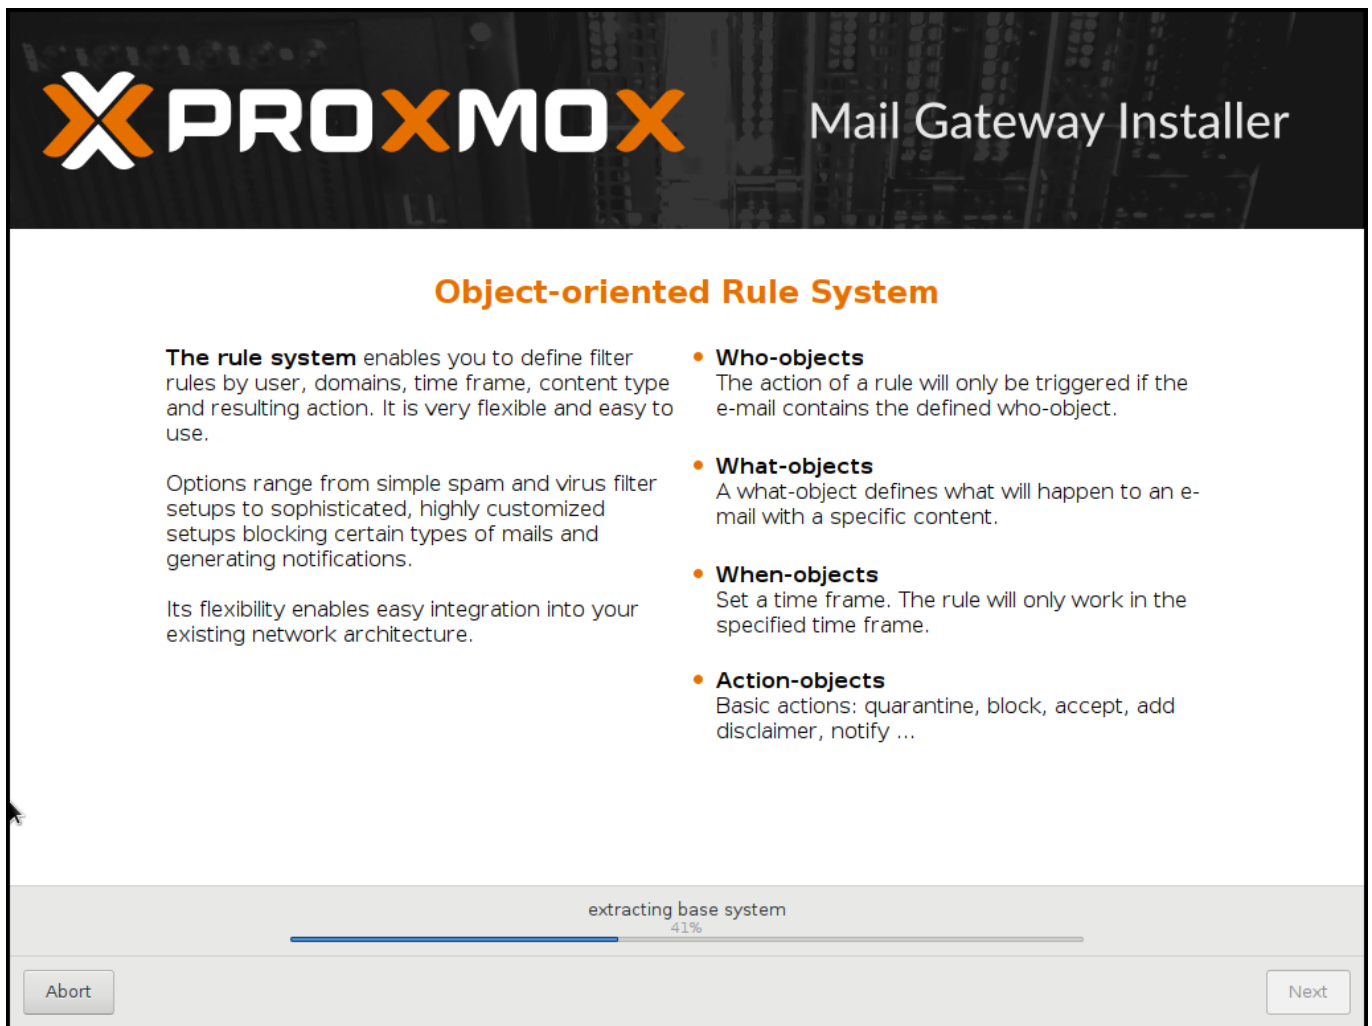 PROXMOX
Mail Gateway Installer
Object-oriented Rule System
The rule system enables you to define filter
rules by user, domains, time frame, content type
and resulting action. It is very flexible and easy to
use.
Options range from simple spam and virus filter
setups to sophisticated, highly customized
setups blocking certain types of mails and
generating notifications.
Its flexibility enables easy integration into your
existing network architecture.
• Who-objects
The action of a rule will only be triggered if the
e-mail contains the defined who-object.
• What-objects
A what-object defines what will happen to an e-
mail with a specific content.
• When-objects
Set a time frame. The rule will only work in the
specified time frame.
• Action-objects
Basic actions: quarantine, block, accept, add
disclaimer, notify ...
extracting base system
41%
Abort
Next